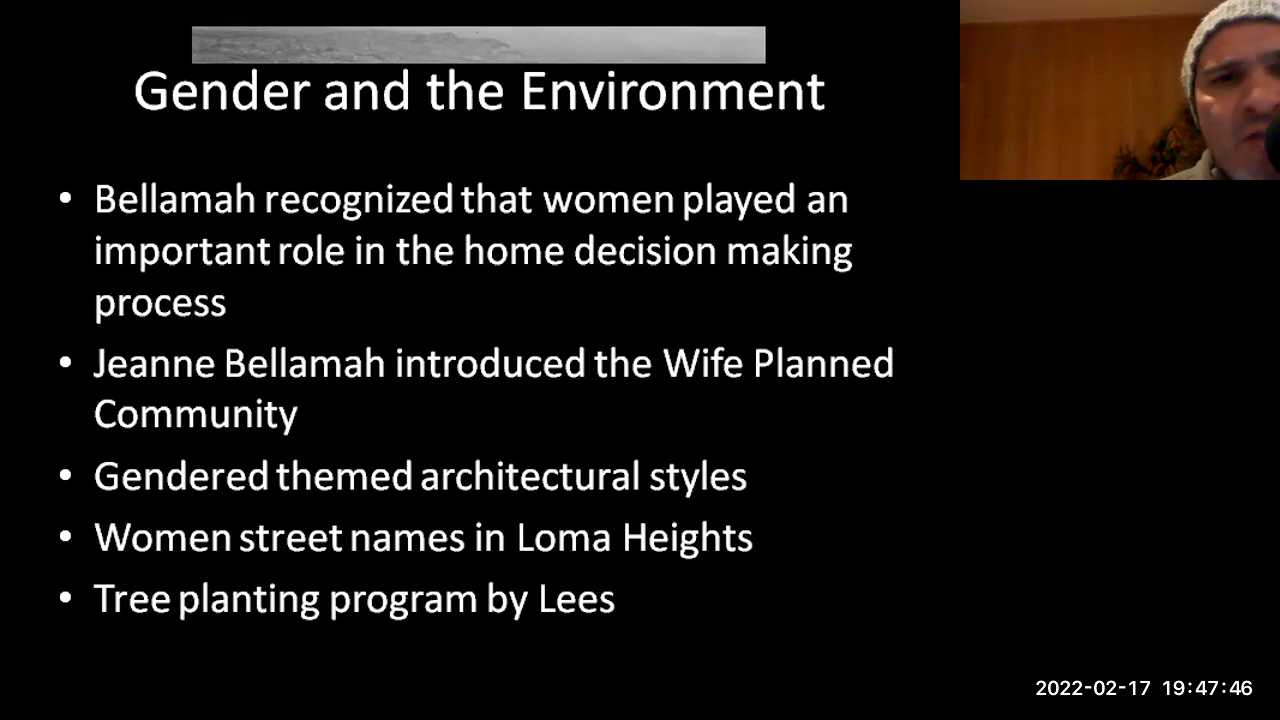 Gender and the Environment
• Bellamah recognized that women played an
important role in the home decision making
process
• Jeanne Bellamah introduced the Wife Planned
Community
• Gendered themed architectural styles
• Women street names in Loma Heights
• Tree planting program by Lees
2022-02-17 19:47:46